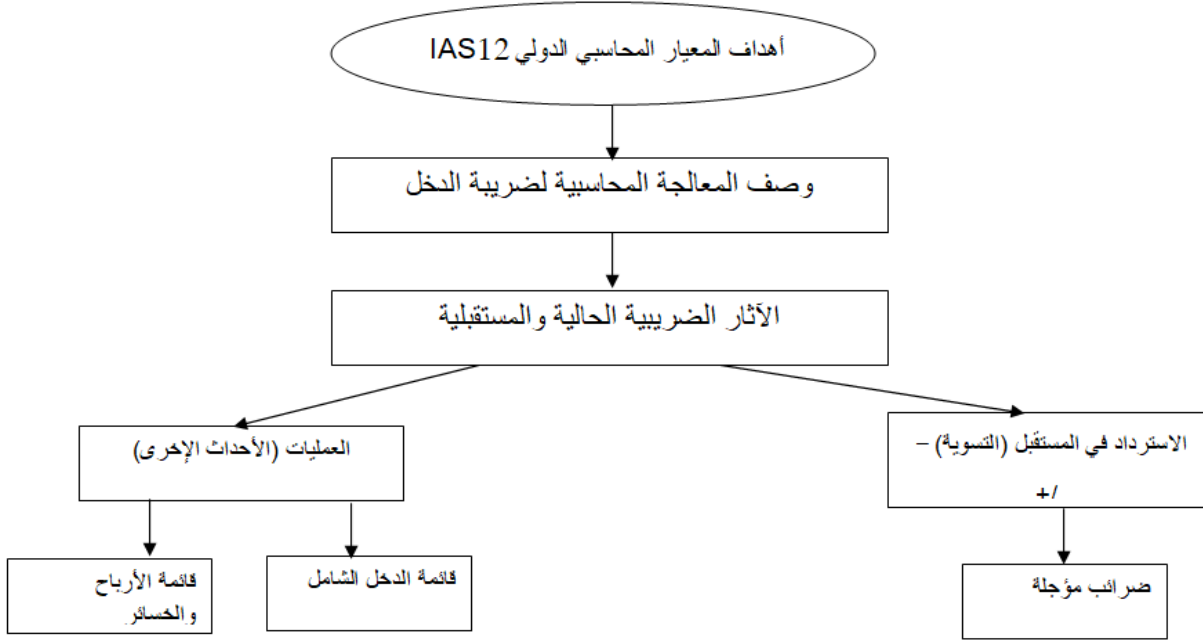 أهداف المعيار المحاسبي الدولي IAS12
وصف المعالجة المحاسبية لضريبة الدخل
الآثار الضريبية الحالية والمستقبلية
الاسترداد في المستقبل (التسوية) –
+/
العمليات (الأحداث الإخرى)
ضرائب مؤجلة
قائمة الدخل الشامل
قائمة الأرباح
والخسائر